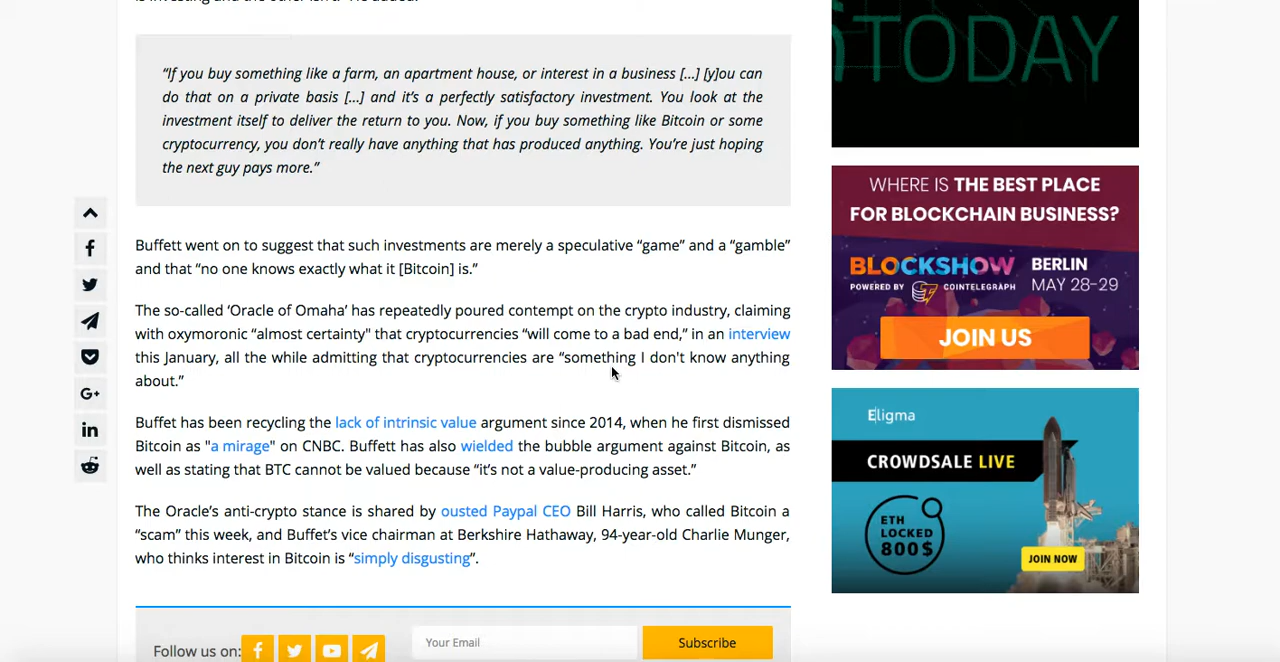 “If you buy something like a farm, an apartment house, or interest in a business [...] [y]ou can
do that on a private basis [...] and it’s a perfectly satisfactory investment. You look at the
investment itself to deliver the return to you. Now, if you buy something like Bitcoin or some
cryptocurrency, you don’t really have anything that has produced anything. You’re just hoping
the next guy pays more.”
Buffett went on to suggest that such investments are merely a speculative “game” and a “gamble”
and that “no one knows exactly what it [Bitcoin] is.”
The so-called ‘Oracle of Omaha’ has repeatedly poured contempt on the crypto industry, claiming
with oxymoronic “almost certainty" that cryptocurrencies “will come to a bad end,” in an interview
this January, all the while admitting that cryptocurrencies are “something I don't know anything
about.”
Buffet has been recycling the lack of intrinsic value argument since 2014, when he first dismissed
Bitcoin as "a mirage" on CNBC. Buffett has also wielded the bubble argument against Bitcoin, as
well as stating that BTC cannot be valued because “it’s not a value-producing asset.”
The Oracle’s anti-crypto stance is shared by ousted Paypal CEO Bill Harris, who called Bitcoin a
“scam” this week, and Buffet’s vice chairman at Berkshire Hathaway, 94-year-old Charlie Munger,
who thinks interest in Bitcoin is “simply disgusting”.
Follow us on:
Your Email
Subscribe
G+
in
TODAY
WHERE IS THE BEST PLACE
FOR BLOCKCHAIN BUSINESS?
BLOCKSHOW
POWERED BY COINTELEGRAPH
BERLIN
MAY 28-29
JOIN US
Eligma
CROWDSALE LIVE
ETH
LOCKED
800$
JOIN NOW